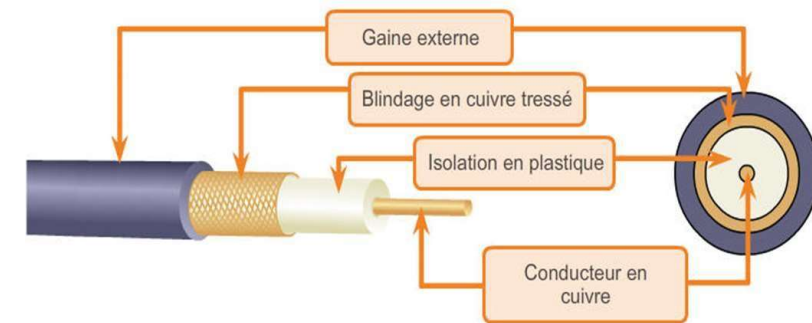 Gaine externe
Blindage en cuivre tressé
Isolation en plastique
Conducteur en
cuivre